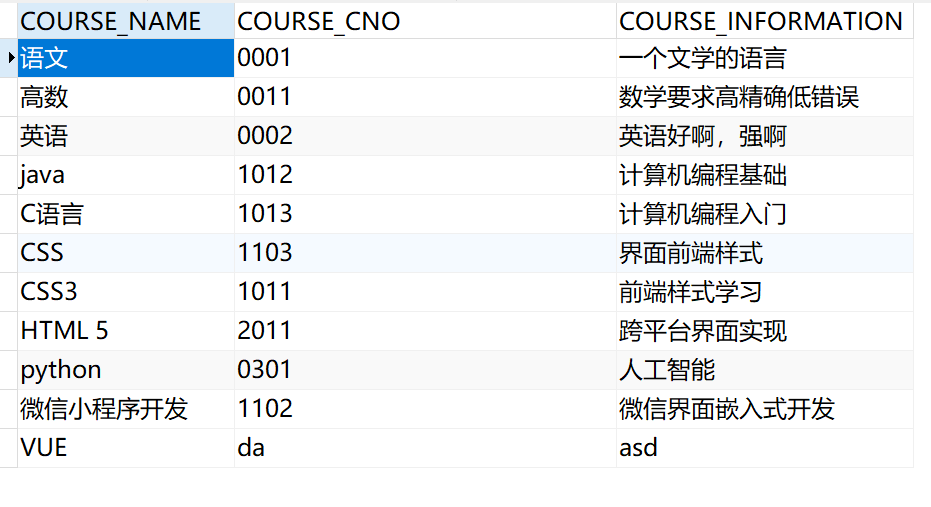 COURSE_NAME COURSE_CNO COURSE_INFORMATION
语文 0001 一个文学的语言
高数 0011 数学要求高精确低错误
英语 0002 英语好啊，强啊
java 1012 计算机编程基础
C语言 1013 计算机编程入门
CSS 1103 界面前端样式
CSS3 1011 前端样式学习
HTML 5 2011 跨平台界面实现
python 0301 人工智能
微信小程序开发 1102 微信界面嵌入式开发
VUE da asd